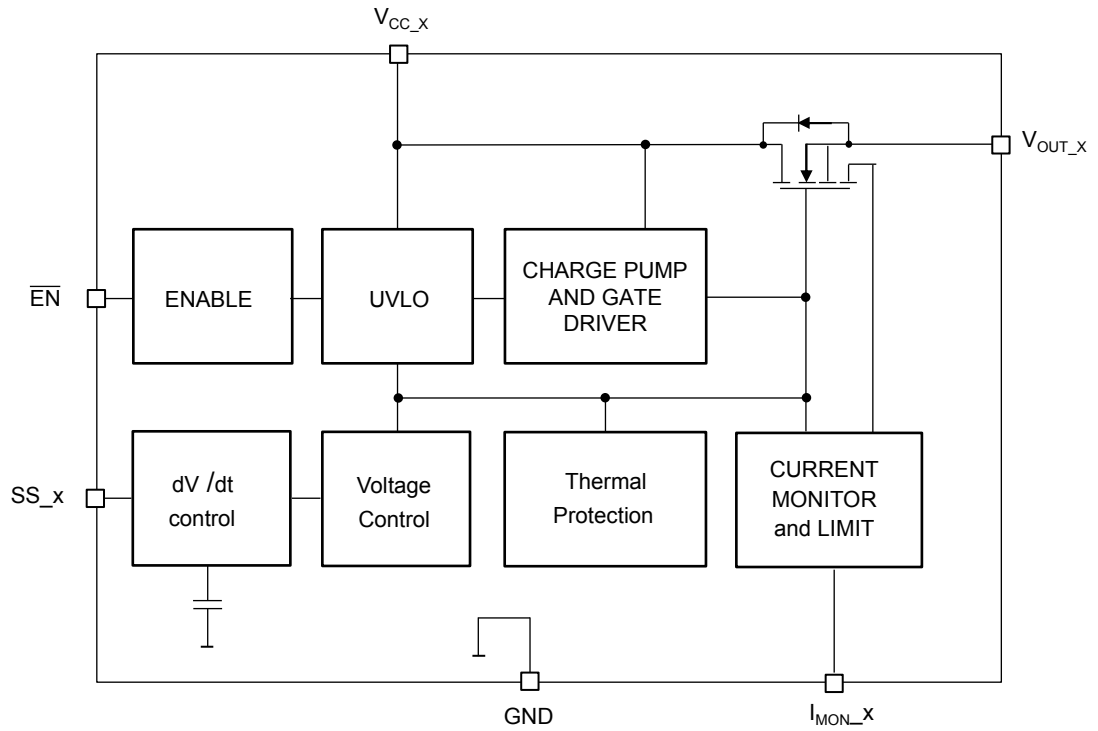 V_CC_X
V_OUT_X
EN
ENABLE
UVLO
CHARGE PUMP
AND GATE
DRIVER
SS_x
dV /dt
control
Voltage
Control
Thermal
Protection
CURRENT
MONITOR
and LIMIT
GND
I_MON_x